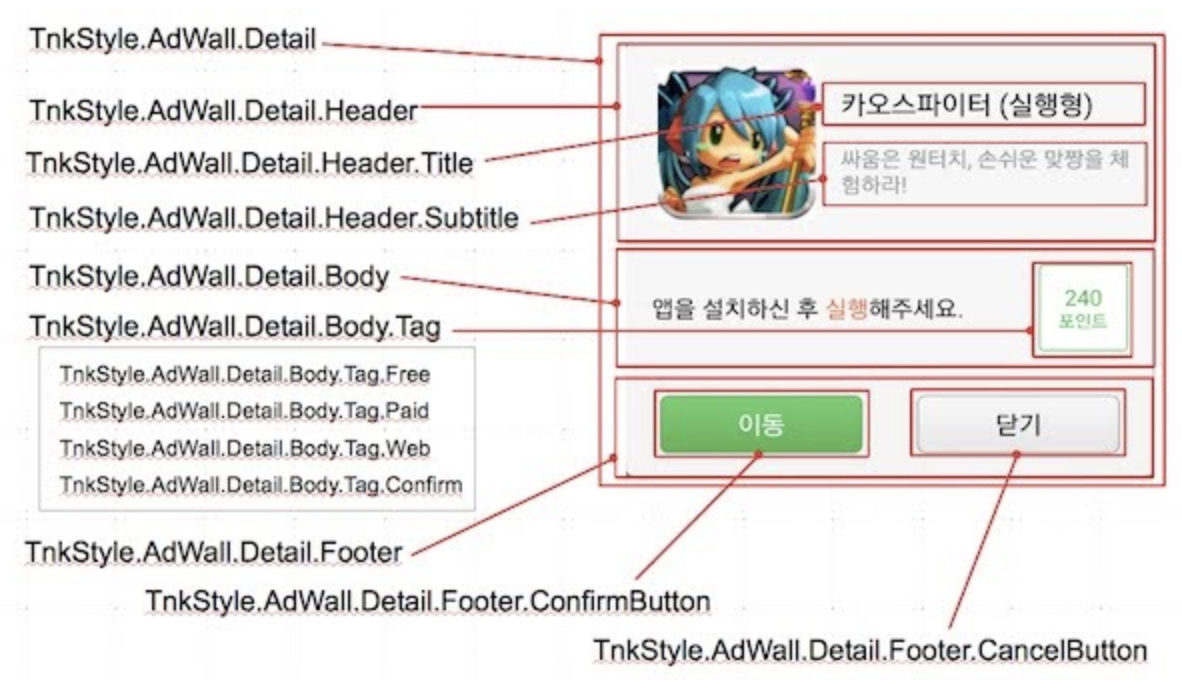 TnkStyle.AdWall.Detail
TnkStyle.AdWall.Detail.Header
TnkStyle.AdWall.Detail.Header.Title
TnkStyle.AdWall.Detail.Header.Subtitle
TnkStyle.AdWall.Detail.Body
TnkStyle.AdWall.Detail.Body.Tag
TnkStyle.AdWall.Detail.Body.Tag.Free
TnkStyle.AdWall.Detail.Body.Tag.Paid
TnkStyle.AdWall.Detail.Body.Tag.Web
TnkStyle.AdWall.Detail.Body.Tag.Confirm
TnkStyle.AdWall.Detail.Footer
TnkStyle.AdWall.Detail.Footer.ConfirmButton
TnkStyle.AdWall.Detail.Footer.CancelButton
카오스파이터 (실행형)
싸움은 원터치, 손쉬운 맞짱을 체
험하라!
앱을 설치하신 후 실행해주세요.
240
포인트
이동
닫기